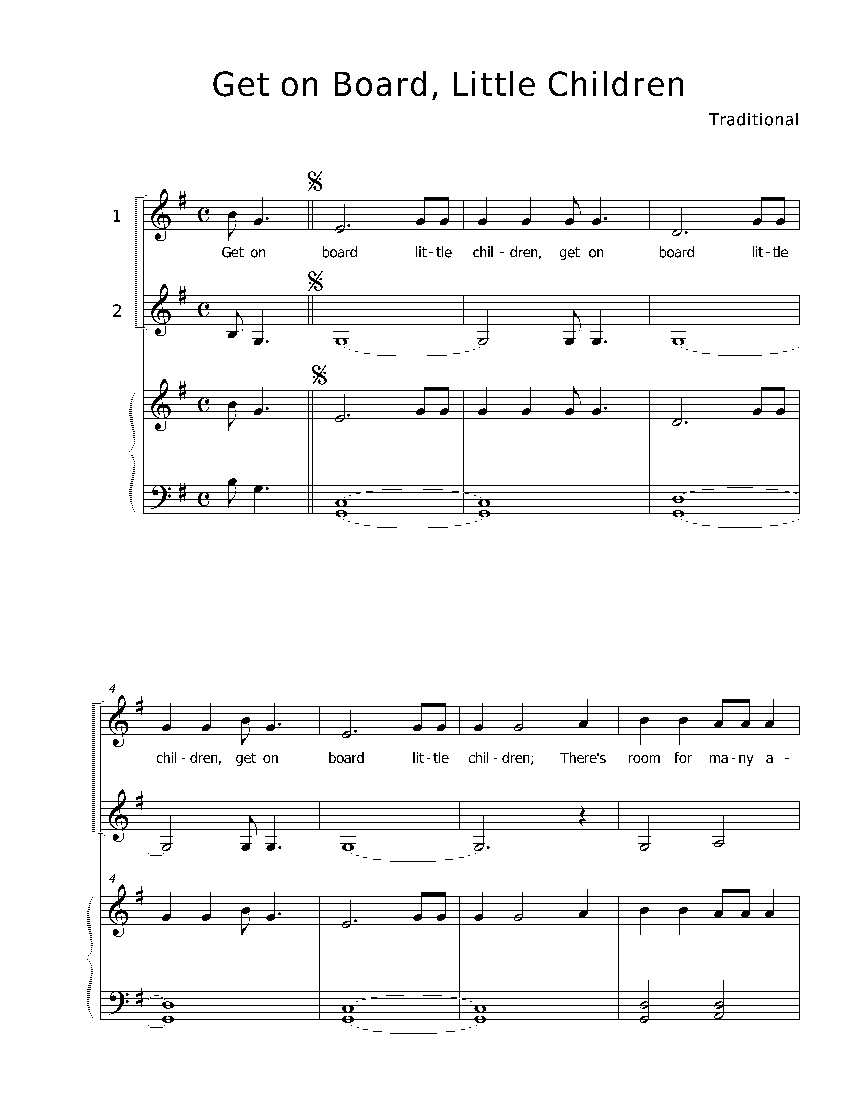 Get on Board, Little Children
Traditional
1
Get on board lit-tle chil-dren, get on board lit-tle
2
4
chil-dren, get on board lit-tle chil-dren; There's room for ma-ny a-
4